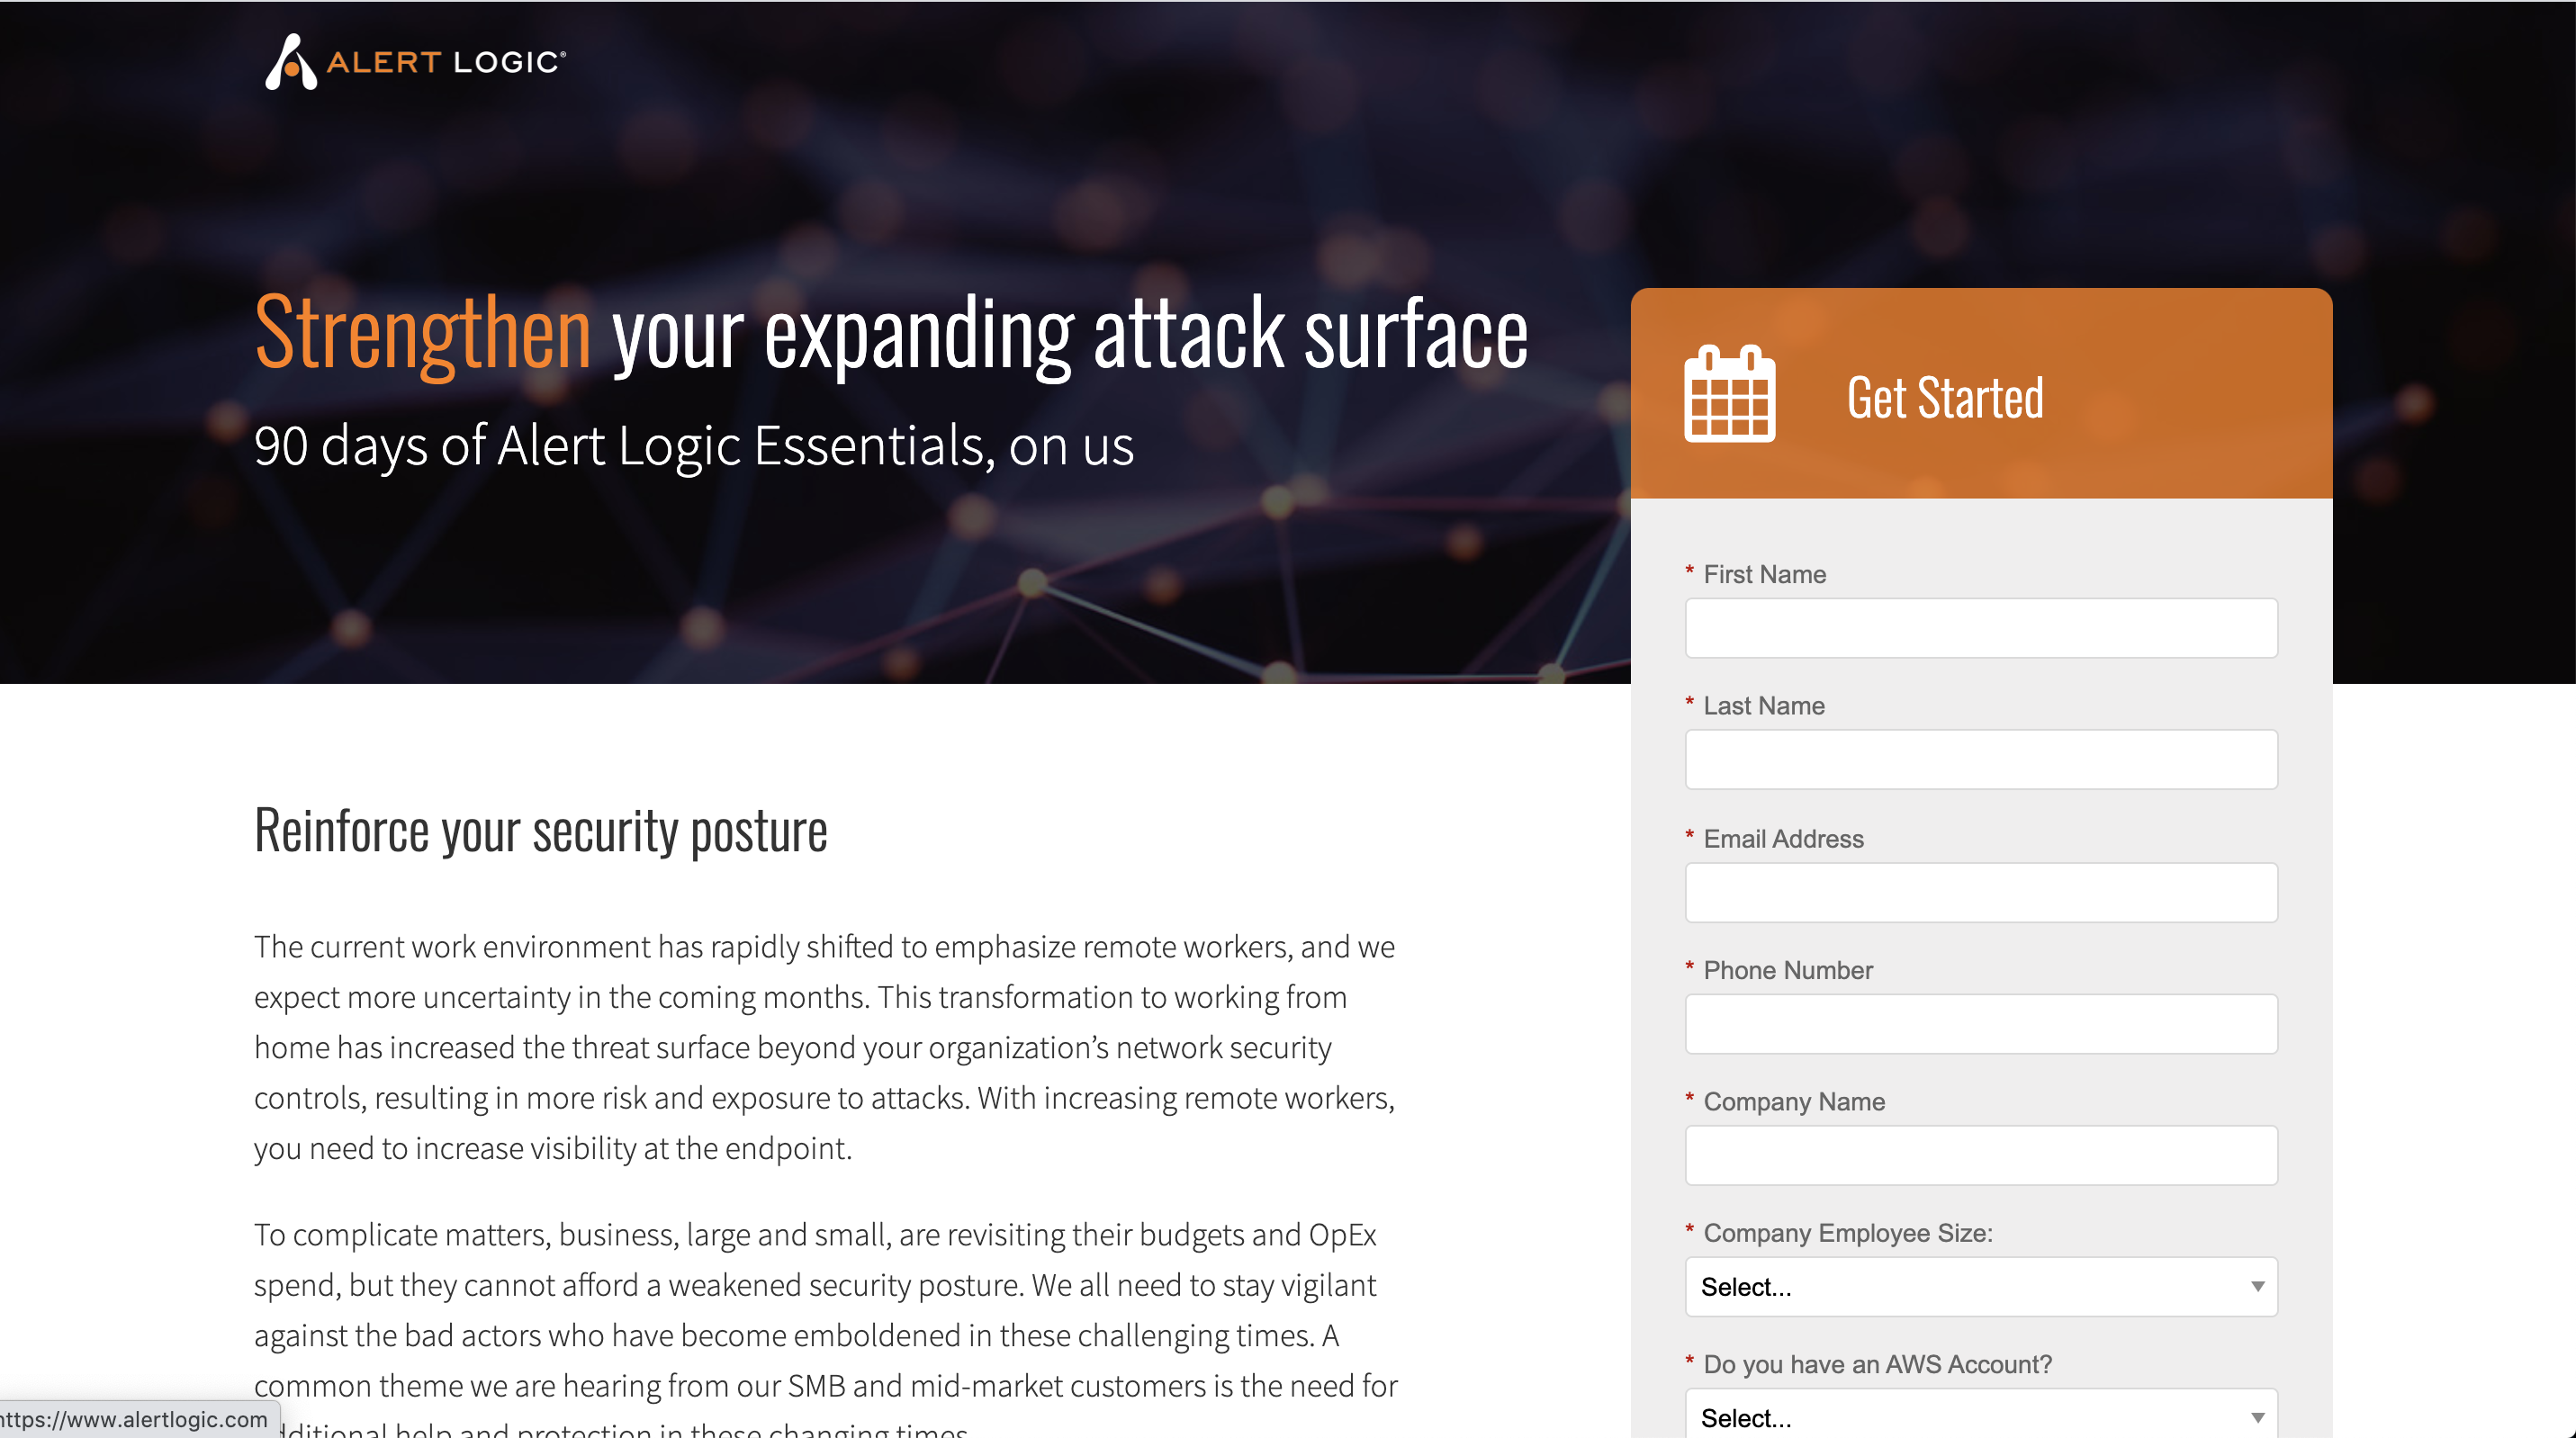 ALERT LOGIC®
Strengthen your expanding attack surface
90 days of Alert Logic Essentials, on us
Get Started
* First Name
* Last Name
* Email Address
* Phone Number
* Company Name
* Company Employee Size:
Select...
* Do you have an AWS Account?
Select...
Reinforce your security posture
The current work environment has rapidly shifted to emphasize remote workers, and we
expect more uncertainty in the coming months. This transformation to working from
home has increased the threat surface beyond your organization’s network security
controls, resulting in more risk and exposure to attacks. With increasing remote workers,
you need to increase visibility at the endpoint.
To complicate matters, business, large and small, are revisiting their budgets and OpEx
spend, but they cannot afford a weakened security posture. We all need to stay vigilant
against the bad actors who have become emboldened in these challenging times. A
common theme we are hearing from our SMB and mid-market customers is the need for
additional help and protection in these changing times.
https://www.alertlogic.com